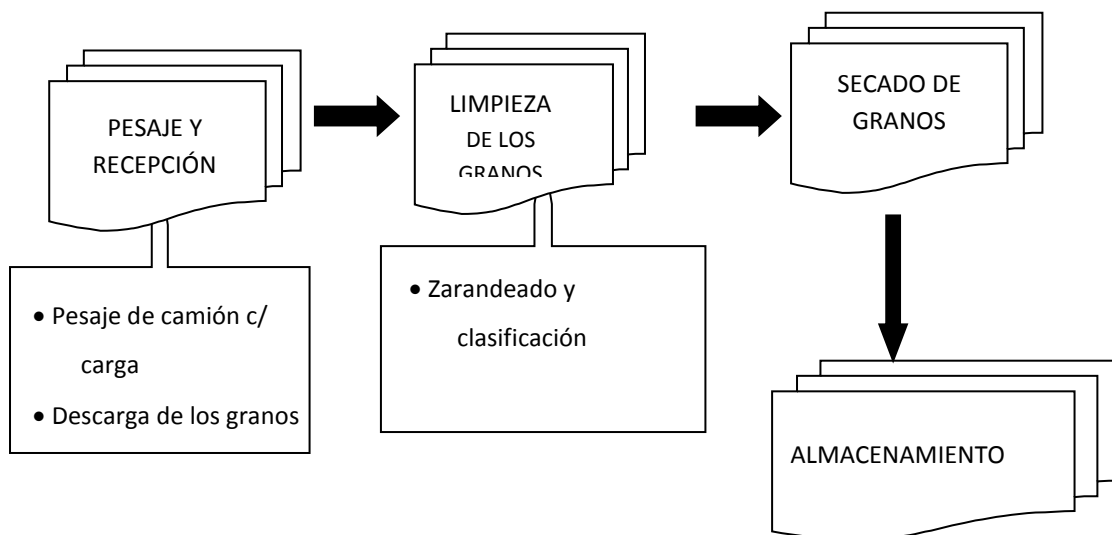 PESAJE Y
RECEPCIÓN
LIMPIEZA
DE LOS
GRANOS
SECADO DE
GRANOS
• Pesaje de camión c/
carga
• Descarga de los granos
• Zarandeado y
clasificación
ALMACENAMIENTO